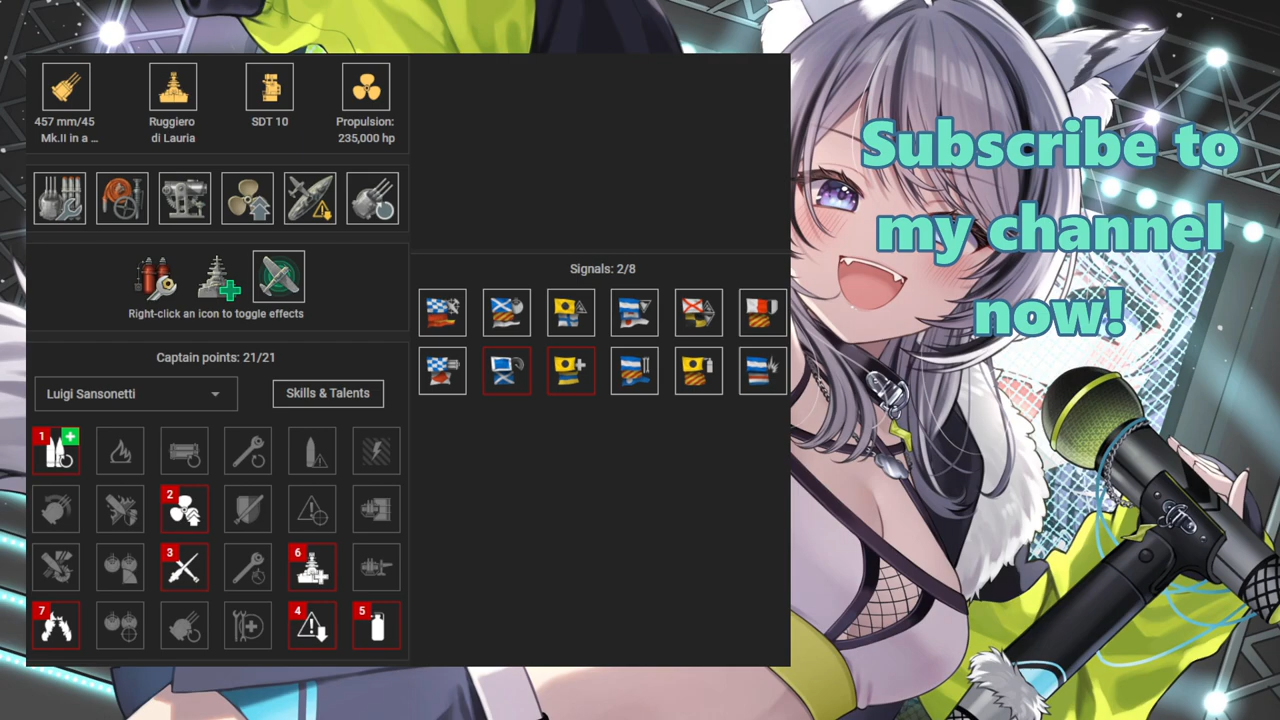 457 mm/45
Mk.II in a ...
Ruggiero
di Lauria
SDT 10
Propulsion:
235,000 hp
Right-click an icon to toggle effects
Captain points: 21/21
Luigi Sansonetti
Skills & Talents
1
2
3
6
7
4
5
Signals: 2/8
Subscribe to
my channel
now!